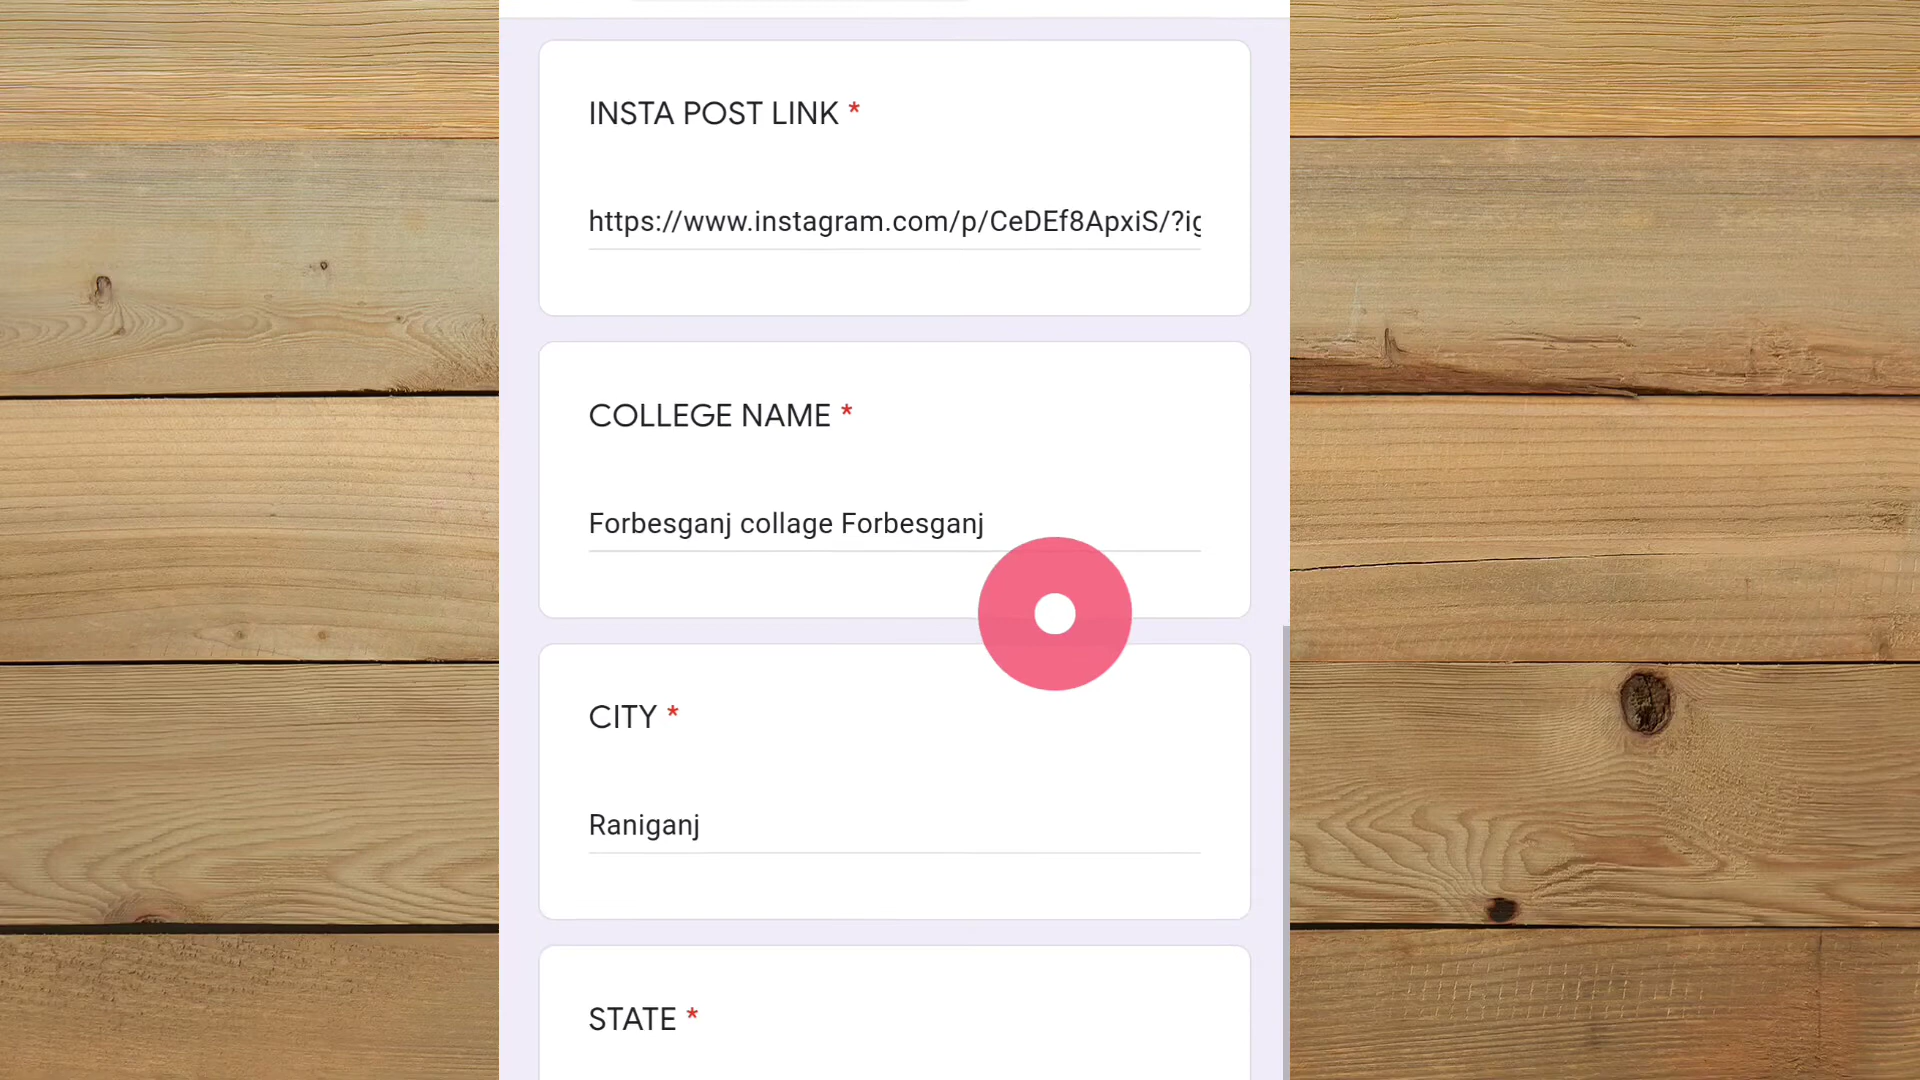 INSTA POST LINK *
https://www.instagram.com/p/CeDEf8ApxiS/?ig
COLLEGE NAME *
Forbesganj collage Forbesganj
CITY *
Raniganj
STATE *